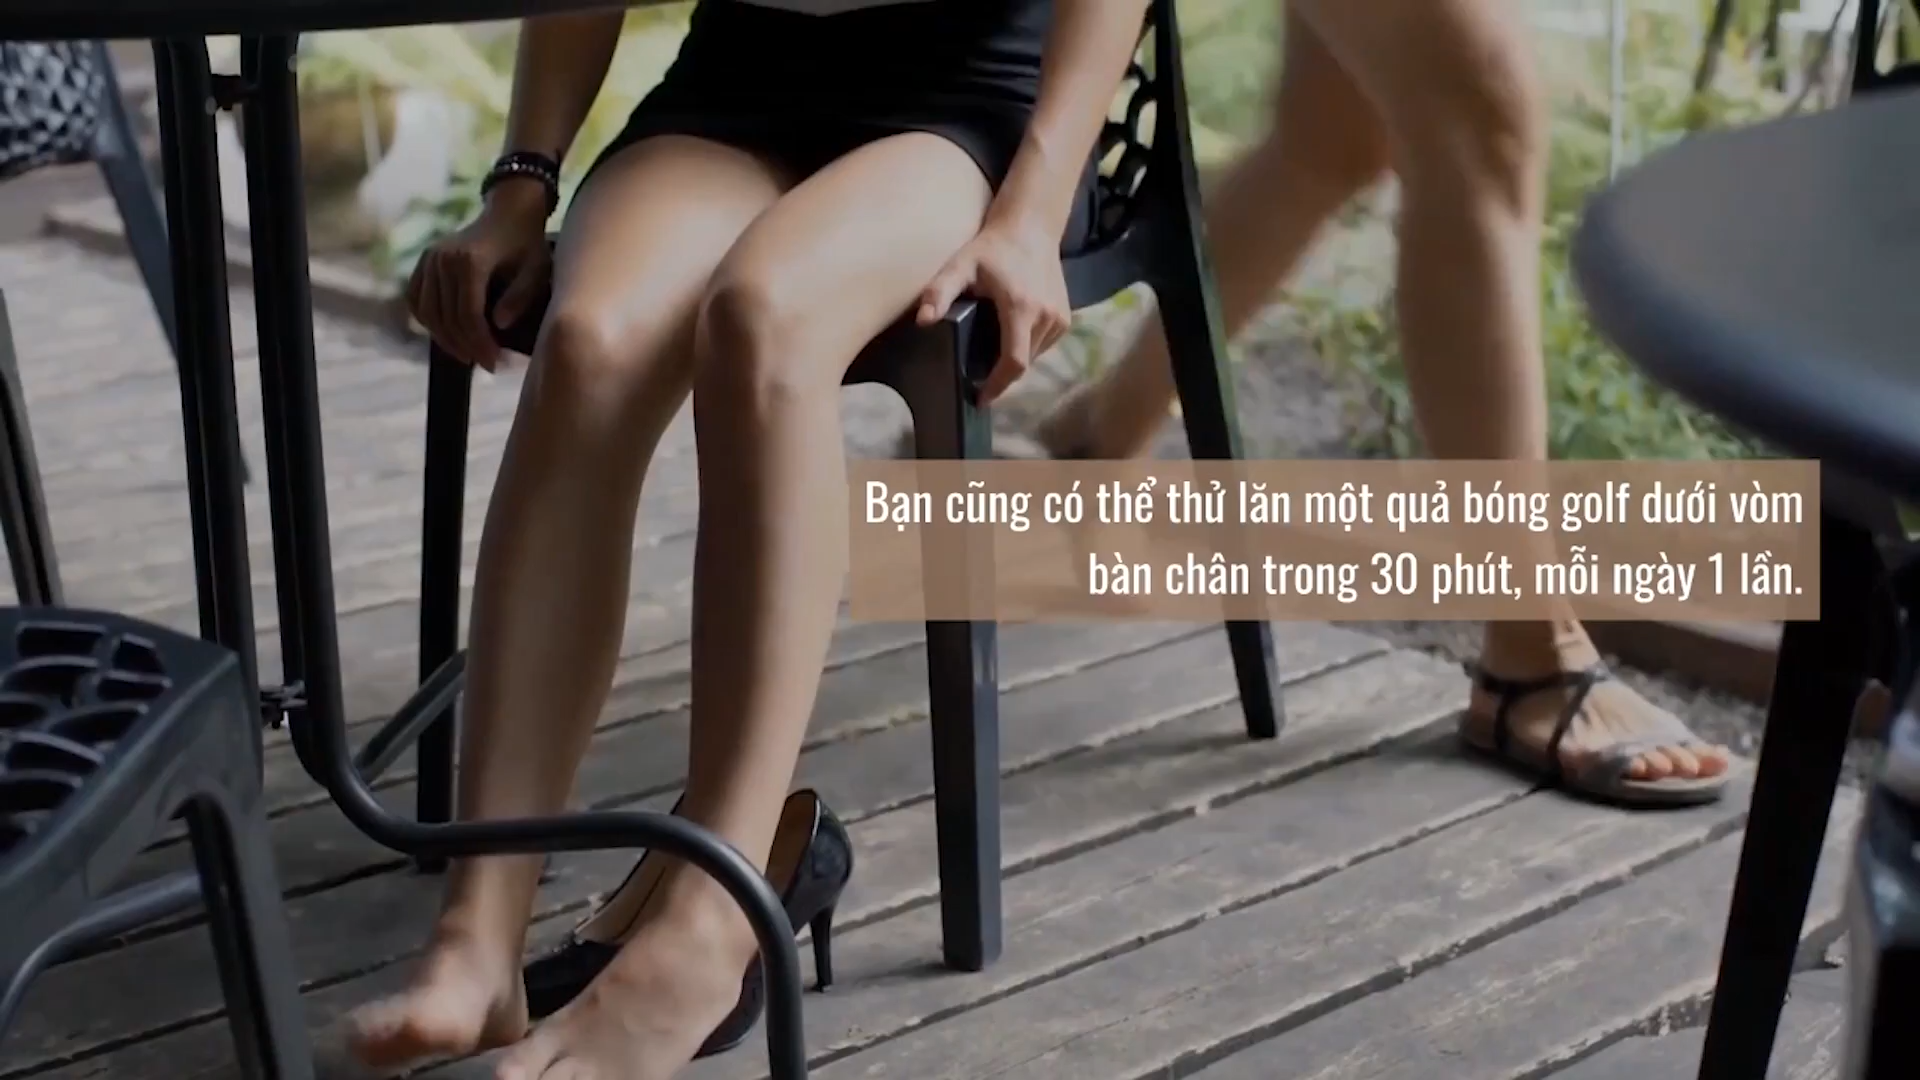 Bạn cũng có thể thử lăn một quả bóng golf dưới vòm
bàn chân trong 30 phút, mỗi ngày 1 lần.